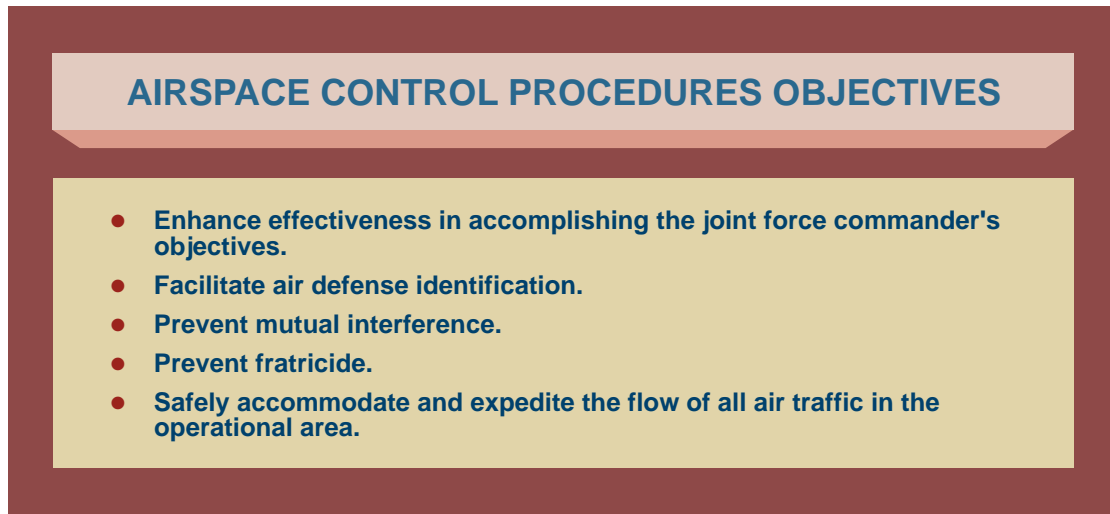 AIRSPACE CONTROL PROCEDURES OBJECTIVES
● Enhance effectiveness in accomplishing the joint force commander's
objectives.
● Facilitate air defense identification.
● Prevent mutual interference.
● Prevent fratricide.
● Safely accommodate and expedite the flow of all air traffic in the
operational area.